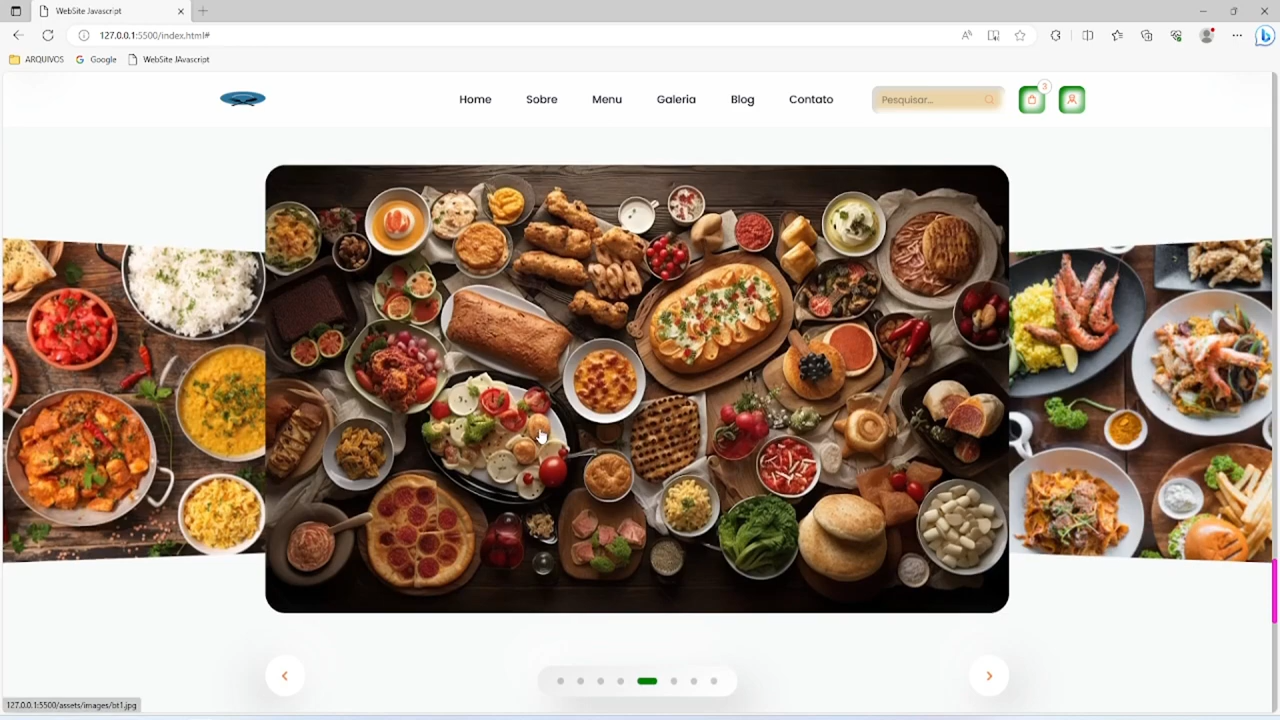 WebSite Javascript
127.0.0.1:5500/index.html#
ARQUIVOS Google WebSite JAvascript
Home Sobre Menu Galeria Blog Contato Pesquisar... 3
127.0.0.1:5500/assets/images/bt1.jpg